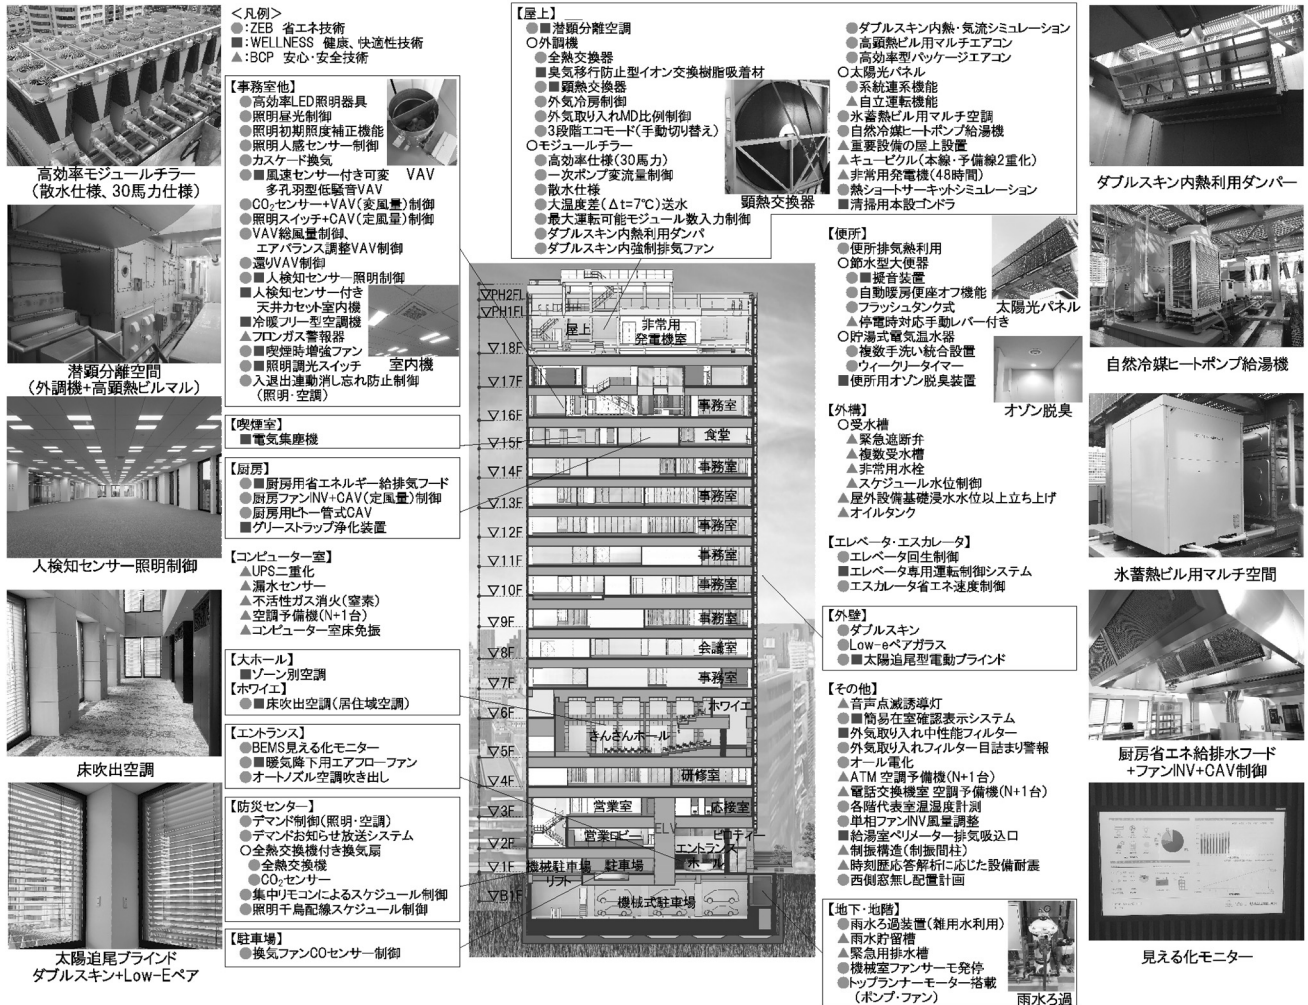 <凡例>
●:ZEB 省エネ技術
■:WELLNESS 健康、快適性技術
▲:BCP 安心・安全技術
高効率モジュールチラー
(散水仕様、30馬力仕様)
潜顕分離空間
(外調機+高顕熱ビルマル)
人検知センサー照明制御
床吹出空調
太陽追尾ブラインド
ダブルスキン+Low-Eペア
【事務室他】
●高効率LED照明器具
●照明昼光制御
●照明初期照度補正機能
●照明人感センサー制御
●カスケード換気
●■風速センサー付き可変
多孔羽型低騒音VAV
VAV
●CO₂センサー+VAV(変風量)制御
●照明スイッチ+CAV(定風量)制御
●VAV総風量制御、
エアバランス調整VAV制御
●還りVAV制御
●■人検知センサー照明制御
■人検知センサー付き
天井カセット室内機
■冷暖フリー型空調機
▲フロンガス警報器
●■喫煙時増強ファン
●■照明調光スイッチ
室内機
●入退出連動消し忘れ防止制御
(照明・空調)
【喫煙室】
■電気集塵機
【厨房】
●■厨房用省エネルギー給排気フード
●厨房ファンINV+CAV(定風量)制御
●厨房用ピトー管式CAV
■グリーストラップ浄化装置
【コンピューター室】
▲UPS二重化
▲漏水センサー
▲不活性ガス消火(窒素)
▲空調予備機(N+1台)
▲コンピューター室床免振
【大ホール】
■ゾーン別空調
【ホワイエ】
●■床吹出空調(居住域空調)
【エントランス】
●BEMS見える化モニター
●■暖気降下用エアフローファン
●オートノズル空調吹き出し
【防災センター】
●デマンド制御(照明・空調)
●デマンドお知らせ放送システム
○全熱交換機付き換気扇
●全熱交換機
●CO₂センサー
●集中リモコンによるスケジュール制御
●照明千鳥配線スケジュール制御
【駐車場】
●換気ファンCOセンサー制御
【屋上】
●■潜顕分離空調
○外調機
●全熱交換器
■臭気移行防止型イオン交換樹脂吸着材
●■顕熱交換器
●外気冷房制御
●外気取り入れMD比例制御
●3段階エコモード(手動切り替え)
○モジュールチラー
●高効率仕様(30馬力)
●一次ポンプ変流量制御
●散水仕様
●大温度差(Δt=7℃)送水
●最大運転可能モジュール数入力制御
●ダブルスキン内熱利用ダンパ
●ダブルスキン内強制排気ファン
顕熱交換器
●ダブルスキン内熱・気流シミュレーション
●高顕熱ビル用マルチエアコン
●高効率型パッケージエアコン
○太陽光パネル
●系統連系機能
▲自立運転機能
●氷蓄熱ビル用マルチ空調
●自然冷媒ヒートポンプ給湯機
▲重要設備の屋上設置
▲キュービクル(本線・予備線2重化)
▲非常用発電機(48時間)
●熱ショートサーキットシミュレーション
■清掃用本設ゴンドラ
▽PH2FL
▽PH1FL
▽18F
▽17F
▽16F
▽15F
▽14F
▽13F
▽12F
▽11F
▽10F
▽9F
▽8F
▽7F
▽6F
▽5F
▽4F
▽3F
▽2F
▽1F
▽B1F
屋上
非常用
発電機室
事務室
食堂
事務室
事務室
事務室
事務室
事務室
事務室
会議室
事務室
ホワイエ
きんさんホール
研修室
営業室
応接室
ELV
営業ロビー
ピロティー
エントランス
ホール
機械駐車場
リフト
駐車場
機械式駐車場
【便所】
●便所排気熱利用
○節水型大便器
●■擬音装置
●自動暖房便座オフ機能
●フラッシュタンク式
▲停電時対応手動レバー付き
○貯湯式電気温水器
●複数手洗い統合設置
●ウィークリータイマー
■便所用オゾン脱臭装置
太陽光パネル
オゾン脱臭
【外構】
○受水槽
▲緊急遮断弁
▲複数受水槽
▲非常用水栓
▲スケジュール水位制御
▲屋外設備基礎浸水水位以上立ち上げ
▲オイルタンク
【エレベータ・エスカレータ】
●エレベータ回生制御
■エレベータ専用運転制御システム
●エスカレータ省エネ速度制御
【外壁】
●ダブルスキン
●Low-eペアガラス
●■太陽追尾型電動ブラインド
【その他】
▲音声点滅誘導灯
●■簡易在室確認表示システム
■外気取り入れ中性能フィルター
●外気取り入れフィルター目詰まり警報
●オール電化
▲ATM 空調予備機(N+1台)
▲電話交換機室 空調予備機(N+1台)
●各階代表室温湿度計測
●単相ファンINV風量調整
■給湯室ペリメーター排気吸込口
▲制振構造(制振間柱)
▲時刻歴応答解析に応じた設備耐震
●西側窓無し配置計画
【地下・地階】
●雨水ろ過装置(雑用水利用)
▲雨水貯留槽
▲緊急用排水槽
●機械室ファンサーモ発停
●トップランナーモーター搭載
(ポンプ・ファン)
雨水ろ過
ダブルスキン内熱利用ダンパー
自然冷媒ヒートポンプ給湯機
氷蓄熱ビル用マルチ空間
厨房省エネ給排水フード
+ファンINV+CAV制御
見える化モニター